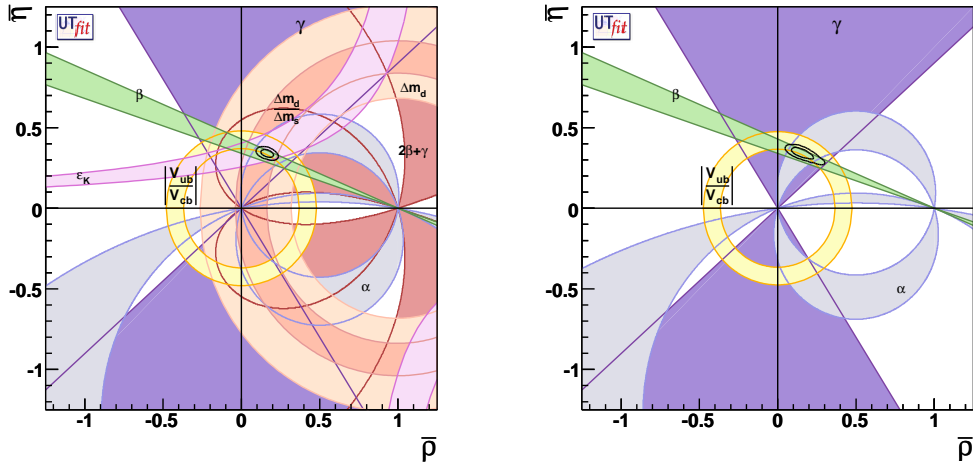 η̅
UTfit
γ
1
β
Δm_d
Δm_d
Δm_s
0.5
2β+γ
ε_K
|V_ub
V_cb|
0
-0.5
α
-1
-1 -0.5 0 0.5 1
ρ̅
η̅
UTfit
γ
1
β
0.5
|V_ub
V_cb|
0
-0.5
α
-1
-1 -0.5 0 0.5 1
ρ̅